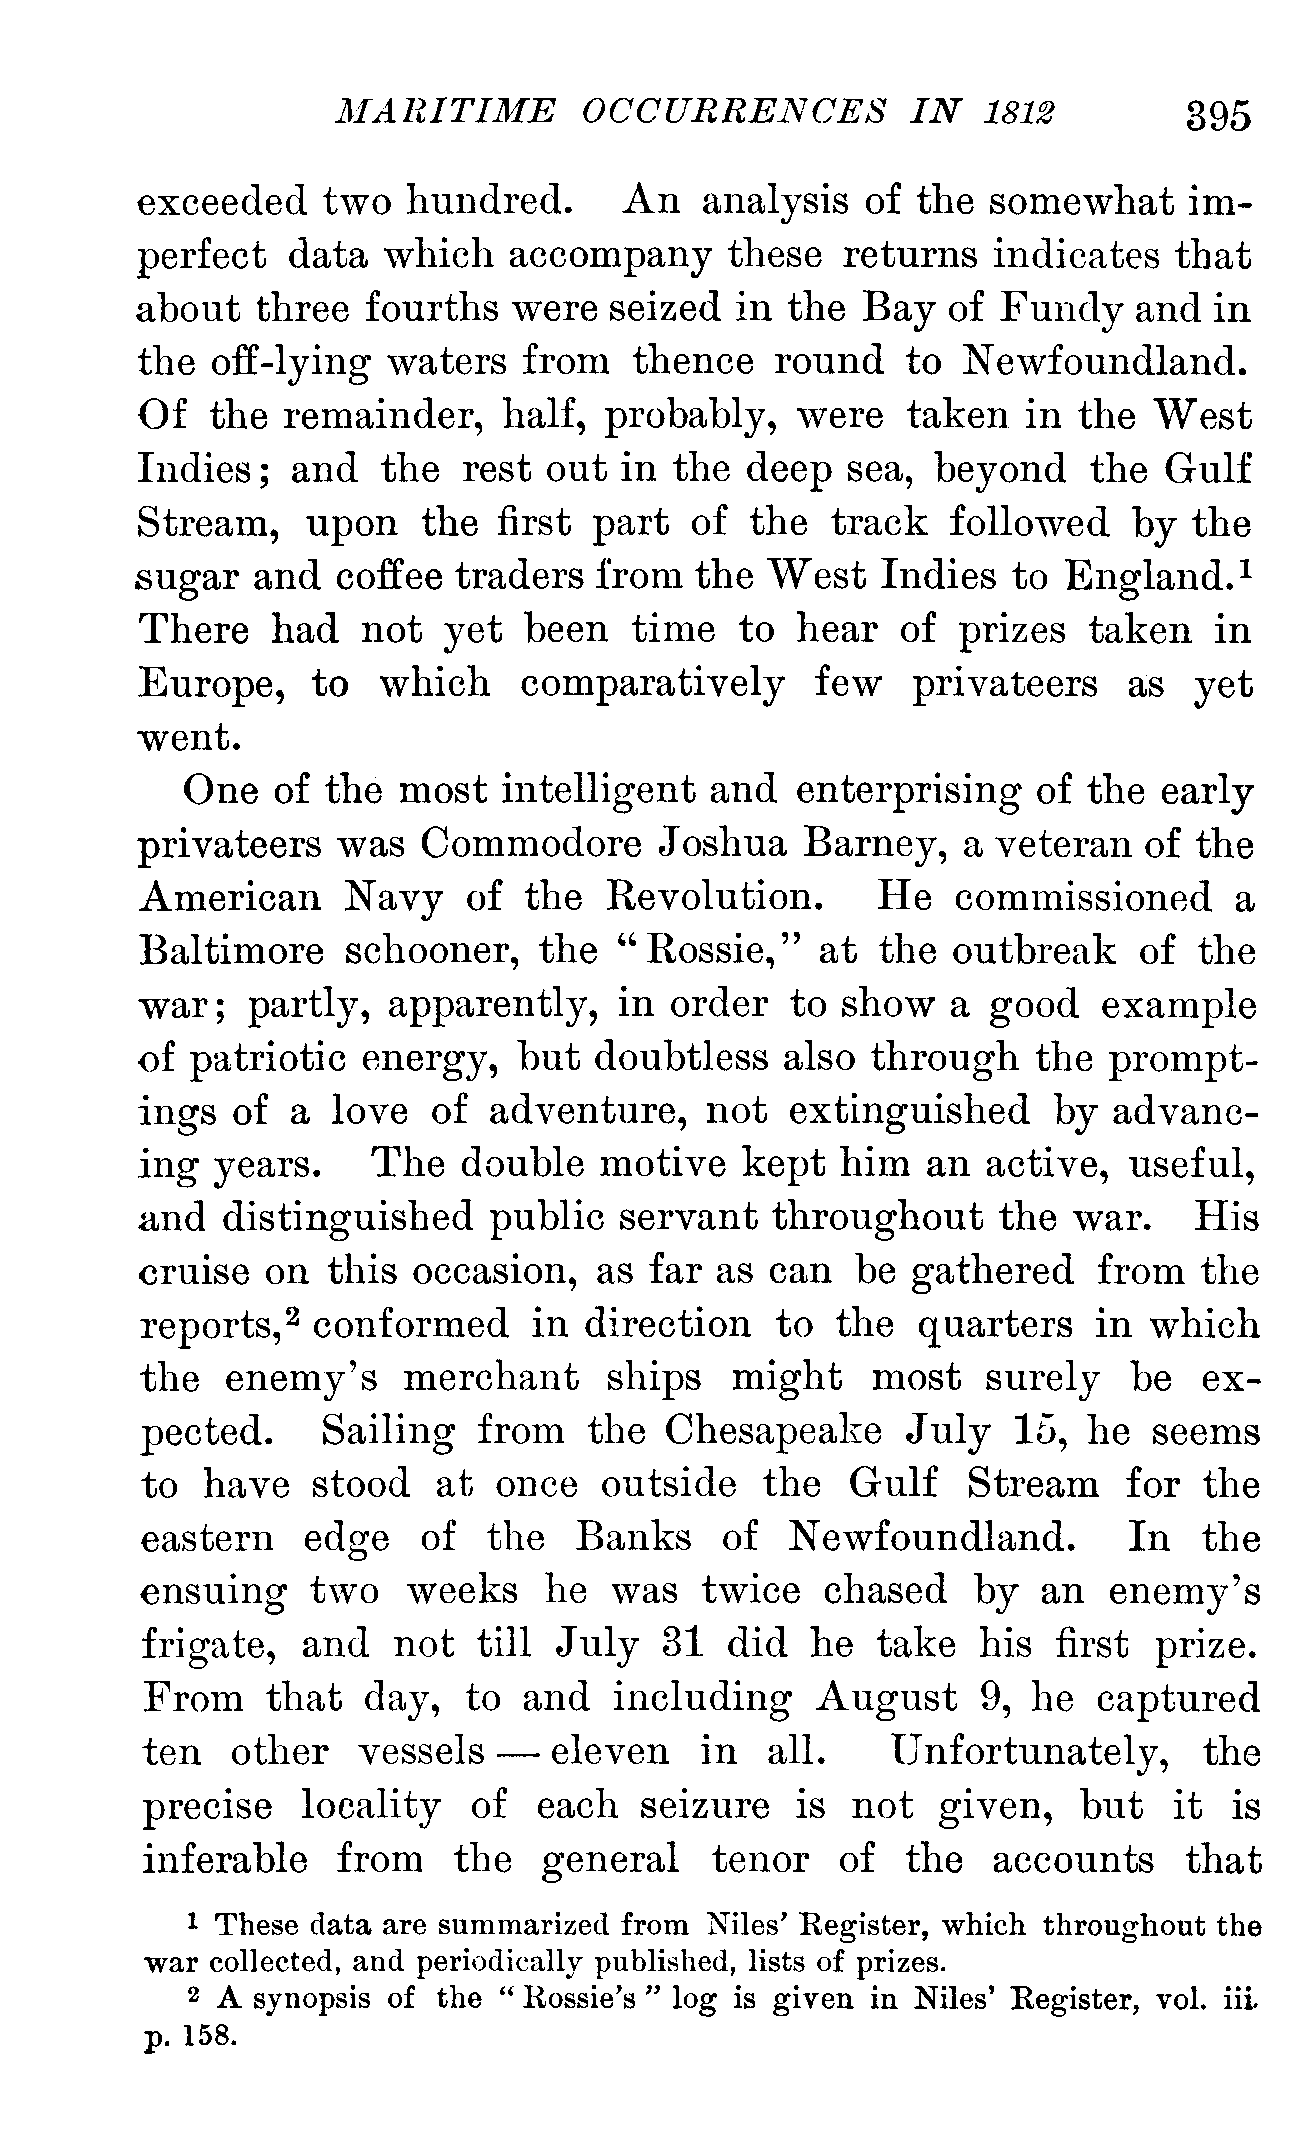 MARITIME OCCURRENCES IN 1812 395
exceeded two hundred. An analysis of the somewhat im-
perfect data which accompany these returns indicates that
about three fourths were seized in the Bay of Fundy and in
the off-lying waters from thence round to Newfoundland.
Of the remainder, half, probably, were taken in the West
Indies; and the rest out in the deep sea, beyond the Gulf
Stream, upon the first part of the track followed by the
sugar and coffee traders from the West Indies to England.¹
There had not yet been time to hear of prizes taken in
Europe, to which comparatively few privateers as yet
went.
One of the most intelligent and enterprising of the early
privateers was Commodore Joshua Barney, a veteran of the
American Navy of the Revolution. He commissioned a
Baltimore schooner, the “Rossie,” at the outbreak of the
war; partly, apparently, in order to show a good example
of patriotic energy, but doubtless also through the prompt-
ings of a love of adventure, not extinguished by advanc-
ing years. The double motive kept him an active, useful,
and distinguished public servant throughout the war. His
cruise on this occasion, as far as can be gathered from the
reports,² conformed in direction to the quarters in which
the enemy's merchant ships might most surely be ex-
pected. Sailing from the Chesapeake July 15, he seems
to have stood at once outside the Gulf Stream for the
eastern edge of the Banks of Newfoundland. In the
ensuing two weeks he was twice chased by an enemy's
frigate, and not till July 31 did he take his first prize.
From that day, to and including August 9, he captured
ten other vessels — eleven in all. Unfortunately, the
precise locality of each seizure is not given, but it is
inferable from the general tenor of the accounts that
¹ These data are summarized from Niles' Register, which throughout the
war collected, and periodically published, lists of prizes.
² A synopsis of the “Rossie's” log is given in Niles' Register, vol. iii.
p. 158.